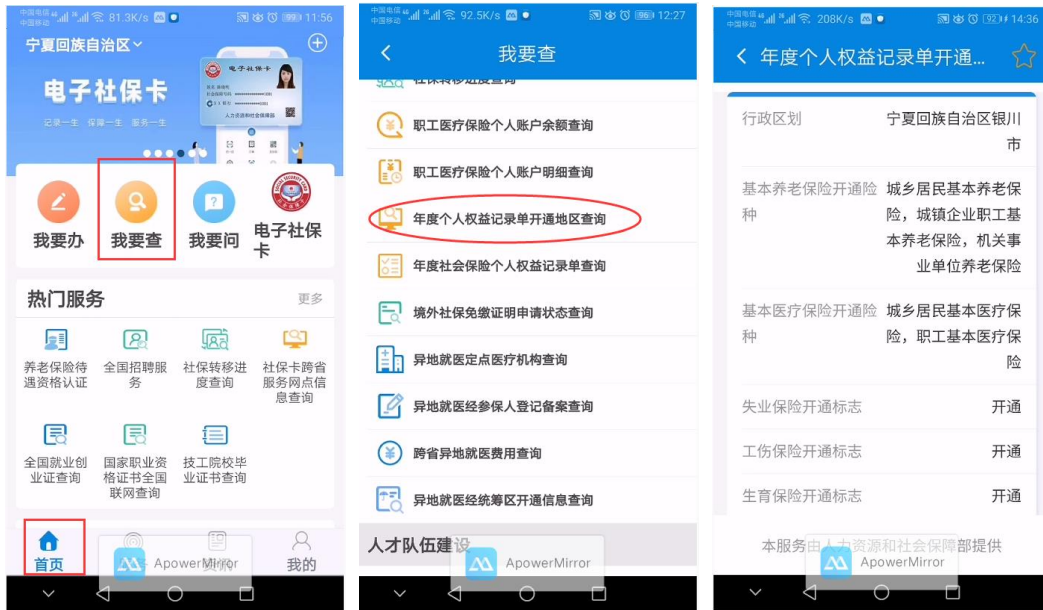 中国电信
中国移动
81.3K/s
99
11:56
宁夏回族自治区
电子社保卡
记录一生 保障一生 服务一生
电子社保卡
人力资源和社会保障部
我要办
我要查
我要问
电子社保
卡
热门服务
更多
养老保险待
遇资格认证
全国招聘服
务
社保转移进
度查询
社保卡跨省
服务网点信
息查询
全国就业创
业证查询
国家职业资
格证书全国
联网查询
技工院校毕
业证书查询
首页
我的
ApowerMirror
中国电信
中国移动
92.5K/s
96
12:27
我要查
社保转移进度查询
职工医疗保险个人账户余额查询
职工医疗保险个人账户明细查询
年度个人权益记录单开通地区查询
年度社会保险个人权益记录单查询
境外社保免缴证明申请状态查询
异地就医定点医疗机构查询
异地就医经参保人登记备案查询
跨省异地就医费用查询
异地就医经统筹区开通信息查询
人才队伍建设
ApowerMirror
中国电信
中国移动
208K/s
92
14:36
年度个人权益记录单开通...
行政区划
宁夏回族自治区银川
市
基本养老保险开通险
种
城乡居民基本养老保
险，城镇企业职工基
本养老保险，机关事
业单位养老保险
基本医疗保险开通险
种
城乡居民基本医疗保
险，职工基本医疗保
险
失业保险开通标志
开通
工伤保险开通标志
开通
生育保险开通标志
开通
本服务由人力资源和社会保障部提供
ApowerMirror